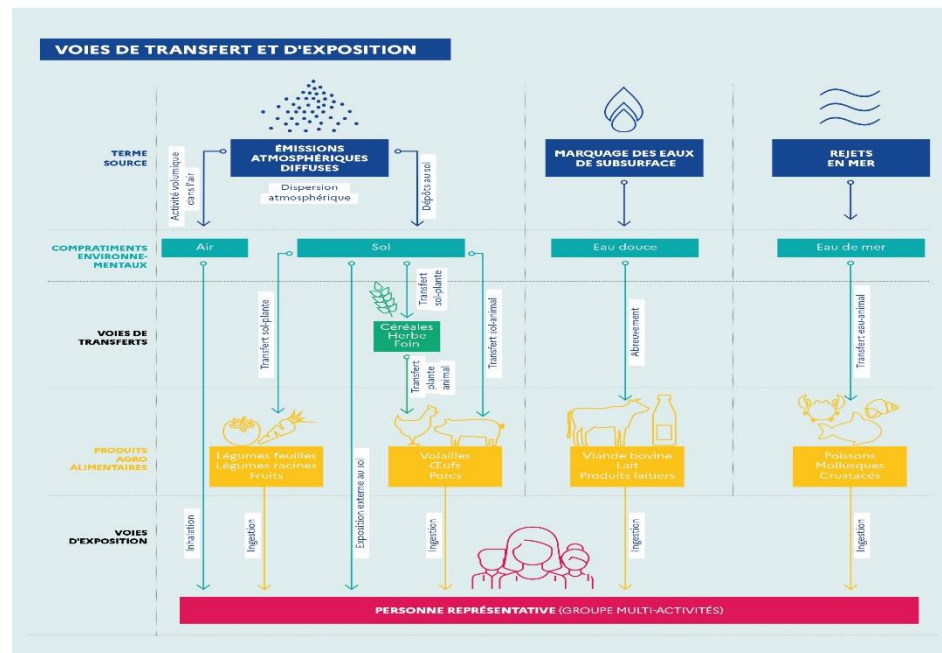 VOIES DE TRANSFERT ET D'EXPOSITION
TERME
SOURCE
Activité volumique
dans l'air
ÉMISSIONS
ATMOSPHÉRIQUES
DIFFUSES
Dispersion
atmosphérique
Dépôts au sol
MARQUAGE DES EAUX
DE SUBSURFACE
REJETS
EN MER
COMPRATIMENTS
ENVIRONNE-
MENTAUX
Air
Sol
Eau douce
Eau de mer
VOIES DE
TRANSFERTS
Transfert sol-plante
Transfert
sol-plante
Céréales
Herbe
Foin
Transfert
plante
animal
Transfert sol-animal
Abreuvement
Transfert eau-animal
PRODUITS
AGRO
ALIMENTAIRES
Légumes feuilles
Légumes racines
Fruits
Volailles
Œufs
Porcs
Viande bovine
Lait
Produits laitiers
Poissons
Mollusques
Crustacés
VOIES
D'EXPOSITION
Inhalation
Ingestion
Exposition externe au sol
Ingestion
Ingestion
Ingestion
PERSONNE REPRÉSENTATIVE (GROUPE MULTI-ACTIVITÉS)